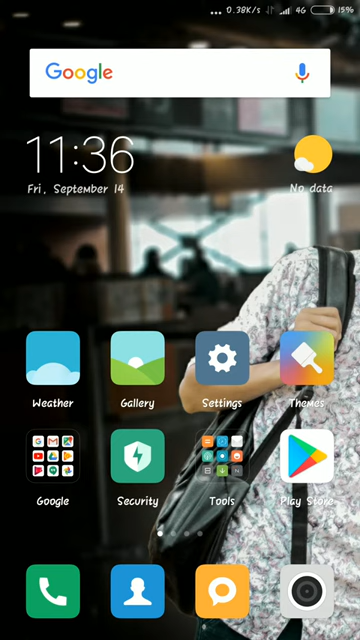 ... 0.38K/s 4G 15%
Google
11:36
Fri, September 14
No data
Weather Gallery Settings Themes
Google Security Tools Play Store